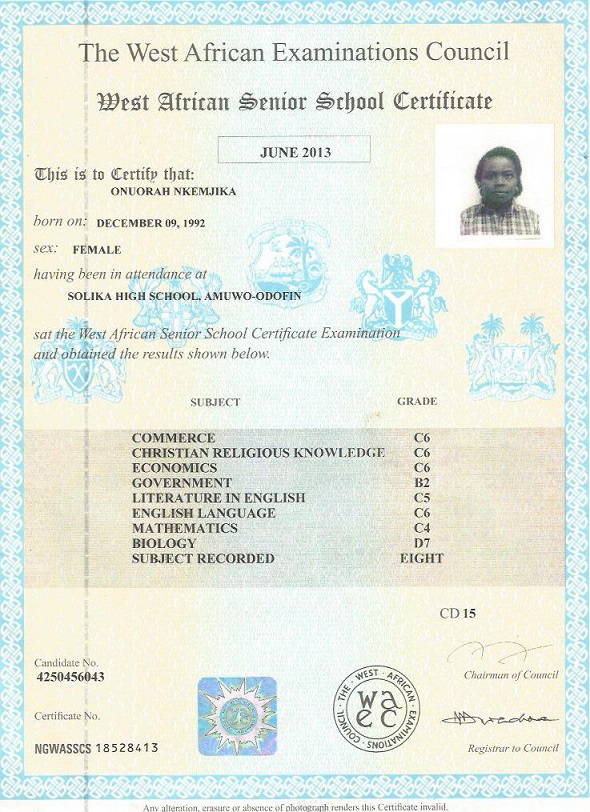 The West African Examinations Council
West African Senior School Certificate
JUNE 2013
This is to Certify that:
ONUORAH NKEMJIKA
born on: DECEMBER 09, 1992
sex: FEMALE
having been in attendance at
SOLIKA HIGH SCHOOL, AMUWO-ODOFIN
sat the West African Senior School Certificate Examination
and obtained the results shown below.
SUBJECT GRADE
COMMERCE C6
CHRISTIAN RELIGIOUS KNOWLEDGE C6
ECONOMICS C6
GOVERNMENT B2
LITERATURE IN ENGLISH C5
ENGLISH LANGUAGE C6
MATHEMATICS C4
BIOLOGY D7
SUBJECT RECORDED EIGHT
CD 15
Candidate No.
4250456043
Chairman of Council
Certificate No.
NGWASSCS 18528413
THE · WEST · AFRICAN · EXAMINATIONS · COUNCIL
waec
Registrar to Council
Any alteration, erasure or absence of photograph renders this Certificate invalid.